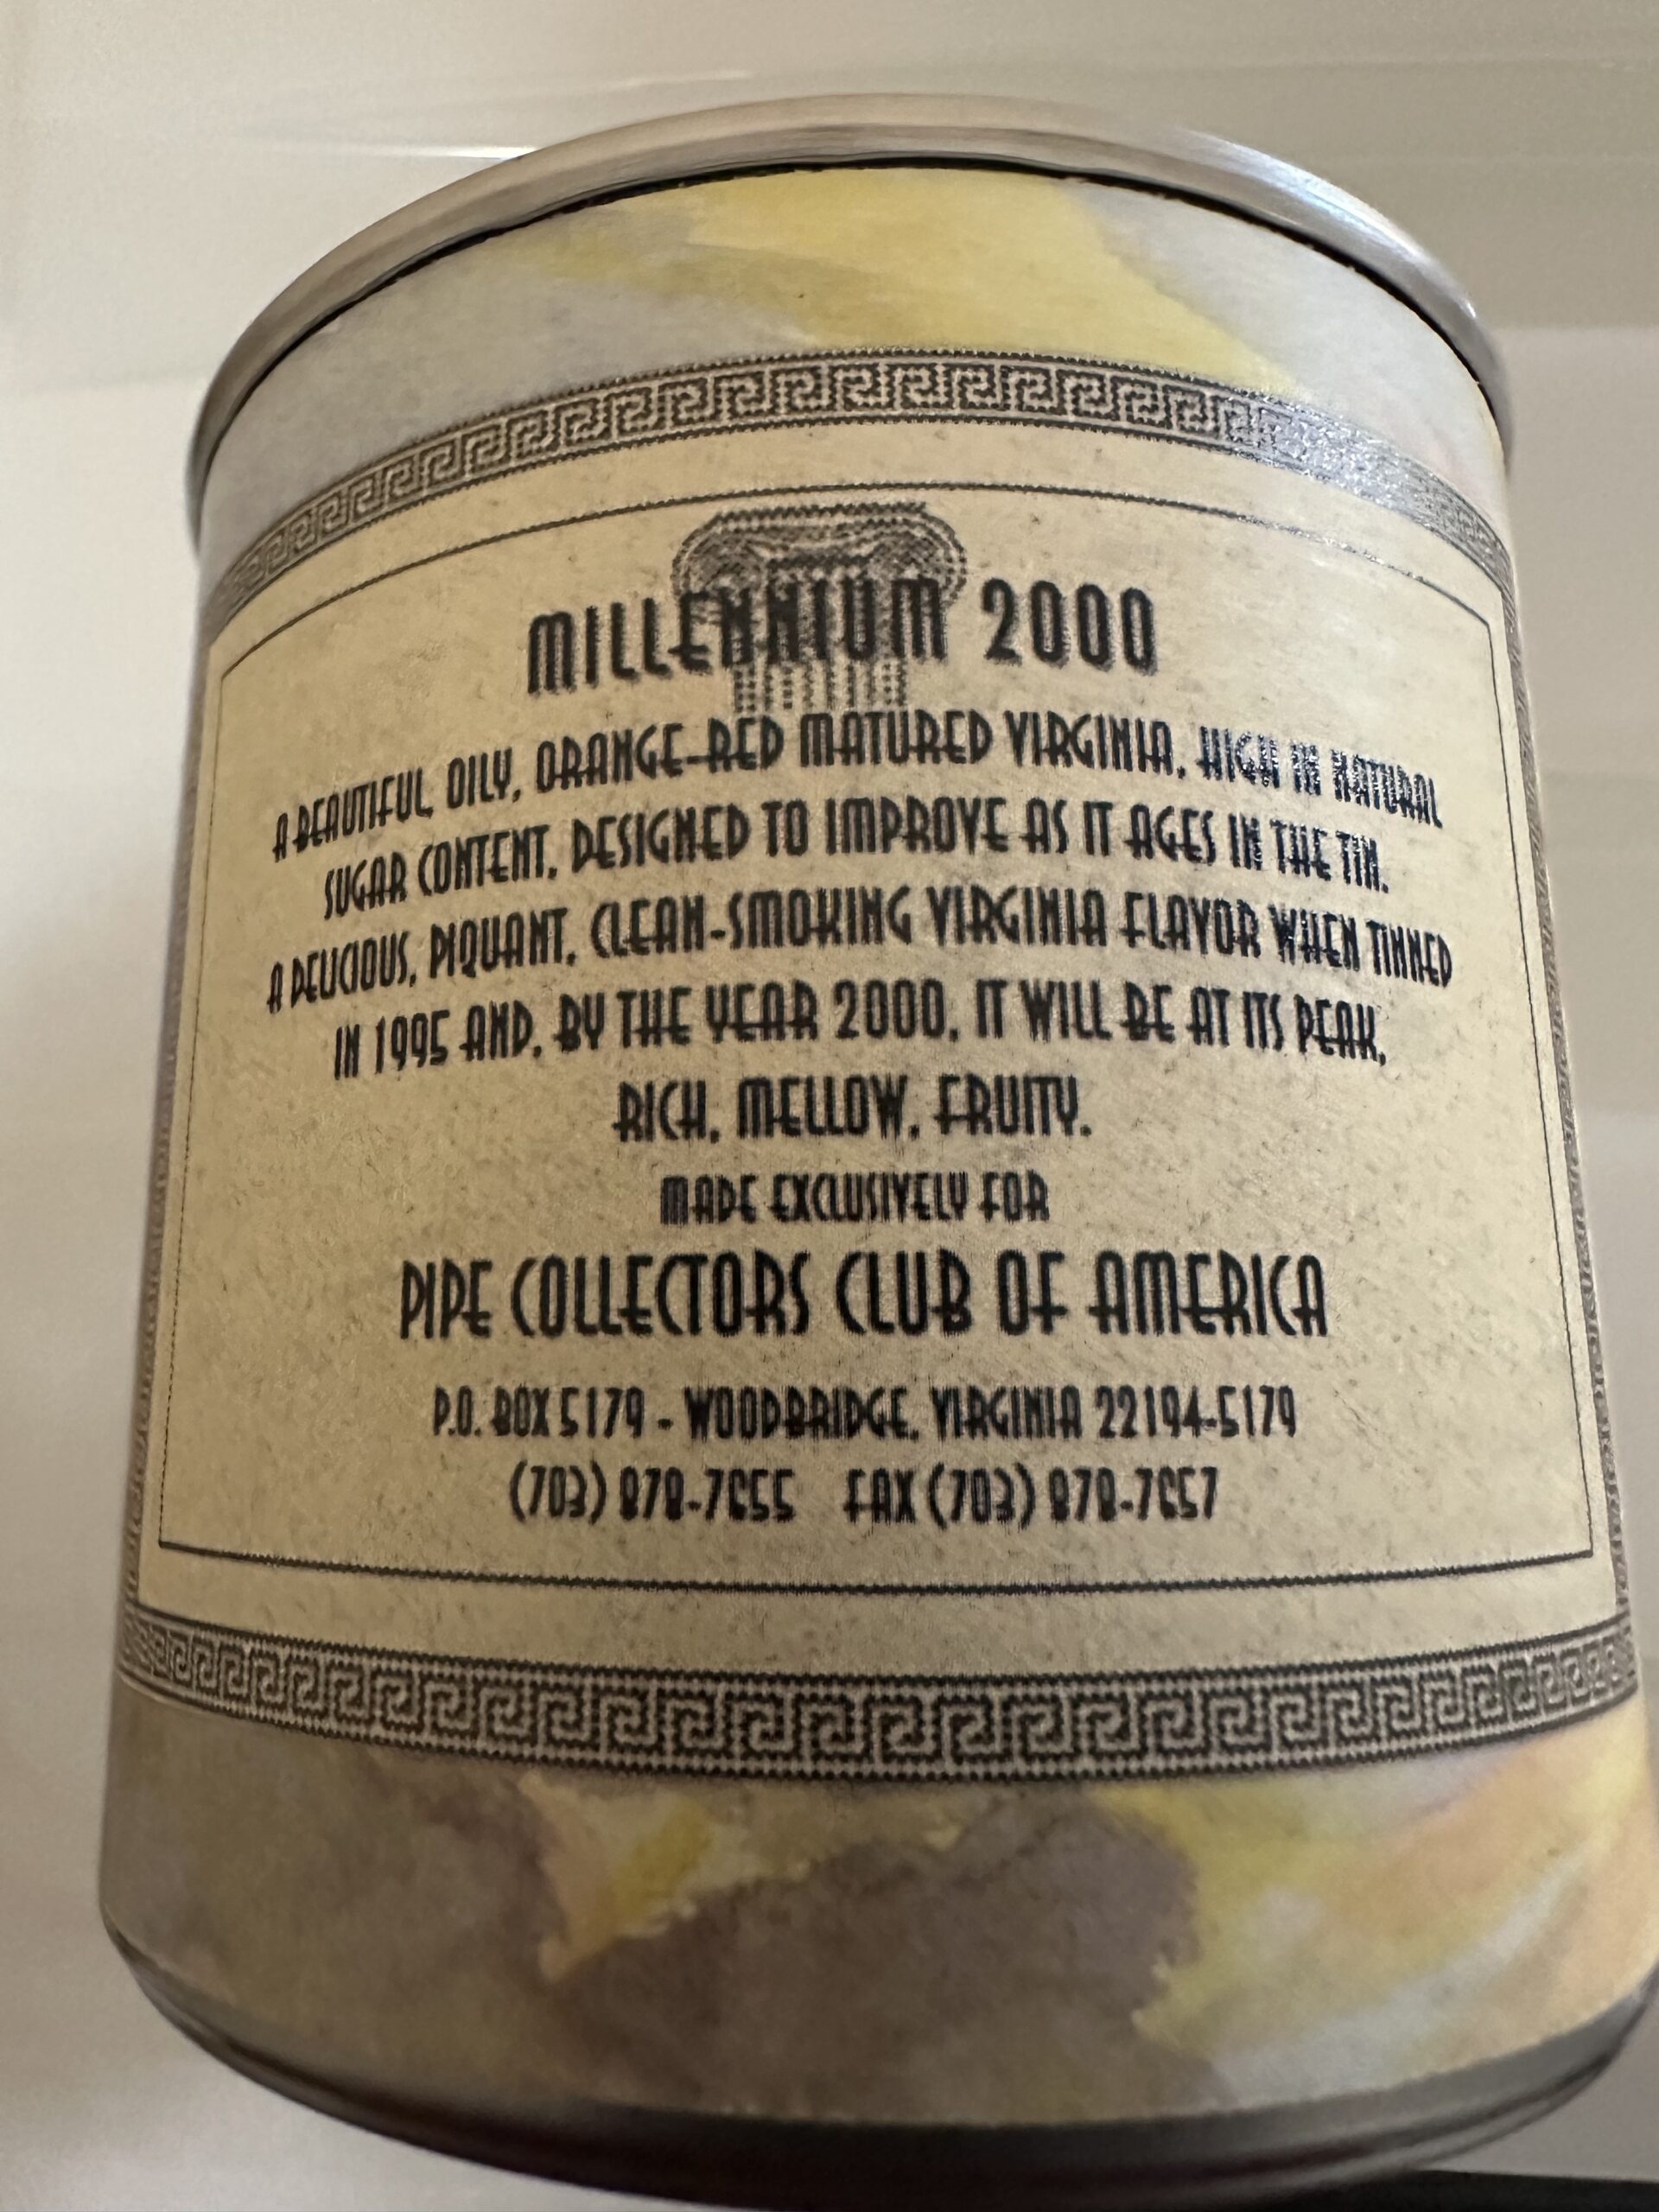 MILLENNIUM 2000
A BEAUTIFUL, OILY, ORANGE-RED MATURED VIRGINIA, HIGH IN NATURAL
SUGAR CONTENT, DESIGNED TO IMPROVE AS IT AGES IN THE TIN.
A DELICIOUS, PIQUANT, CLEAN-SMOKING VIRGINIA FLAVOR WHEN TINNED
IN 1995 AND, BY THE YEAR 2000, IT WILL BE AT ITS PEAK,
RICH, MELLOW, FRUITY.
MADE EXCLUSIVELY FOR
PIPE COLLECTORS CLUB OF AMERICA
P.O. BOX 5179 - WOODBRIDGE, VIRGINIA 22194-5179
(703) 878-7655 FAX (703) 878-7657